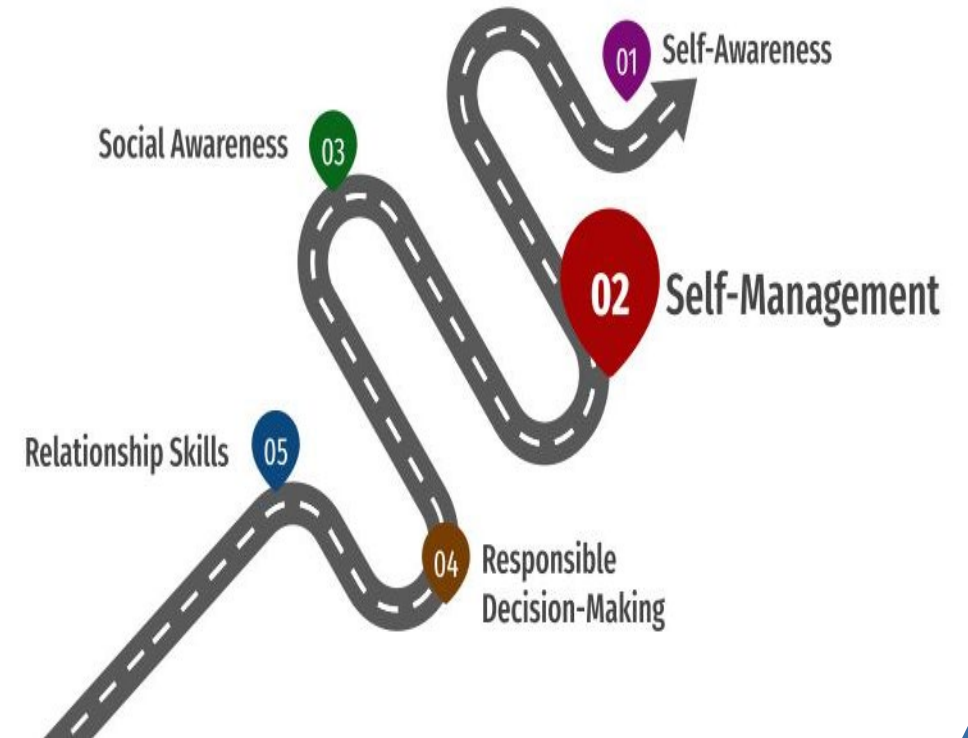 01 Self-Awareness
Social Awareness 03
02 Self-Management
Relationship Skills 05
04 Responsible
Decision-Making